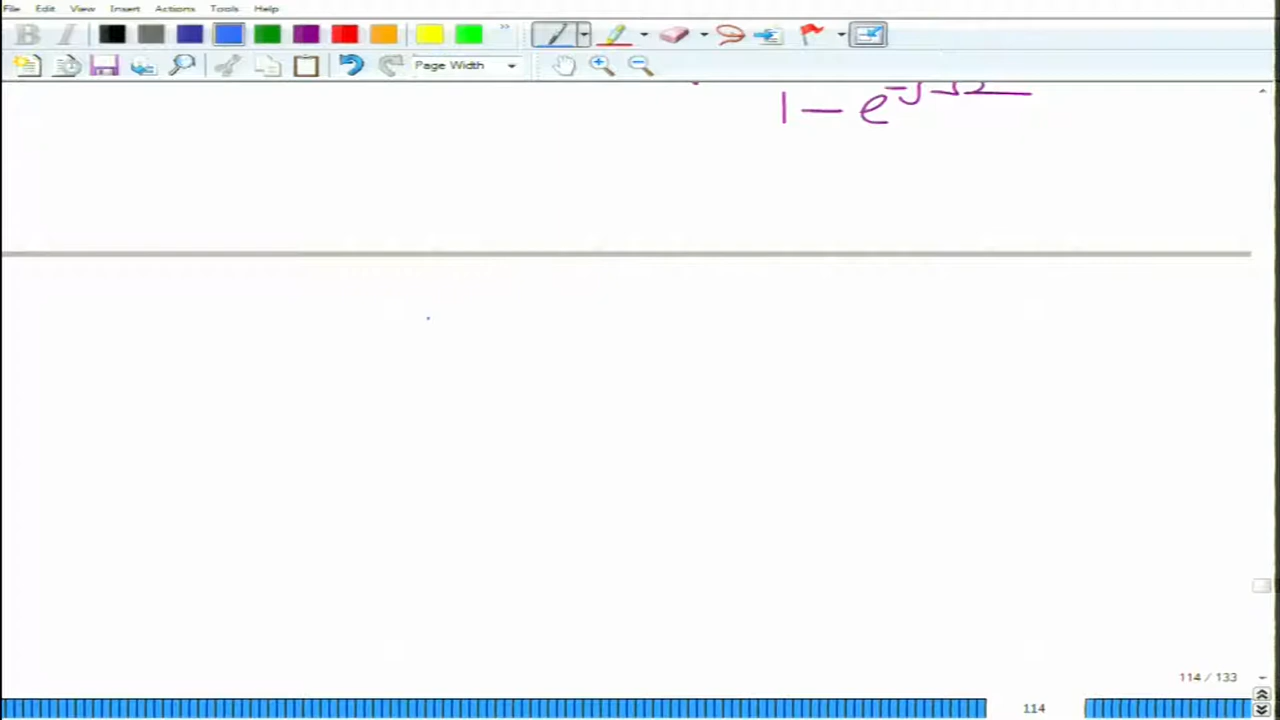 File Edit View Insert Actions Tools Help
B I
Page Width
1 - e
114 / 133
114